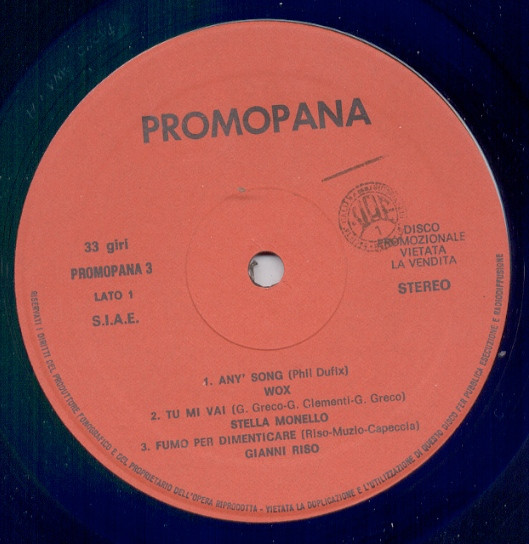 PROMOPANA
33 giri
PROMOPANA 3
LATO 1
S.I.A.E.
DISCO
PROMOZIONALE
VIETATA
LA VENDITA
STEREO
1. ANY' SONG (Phil Dufix)
WOX
2. TU MI VAI (G. Greco-G. Clementi-G. Greco)
STELLA MONELLO
3. FUMO PER DIMENTICARE (Riso-Muzio-Capeccia)
GIANNI RISO
RISERVATI I DIRITTI DEL PRODUTTORE FONOGRAFICO E DEL PROPRIETARIO DELL'OPERA RIPRODOTTA - VIETATA LA DUPLICAZIONE E L'UTILIZZAZIONE DI QUESTO DISCO PER PUBBLICA ESECUZIONE E RADIODIFFUSIONE